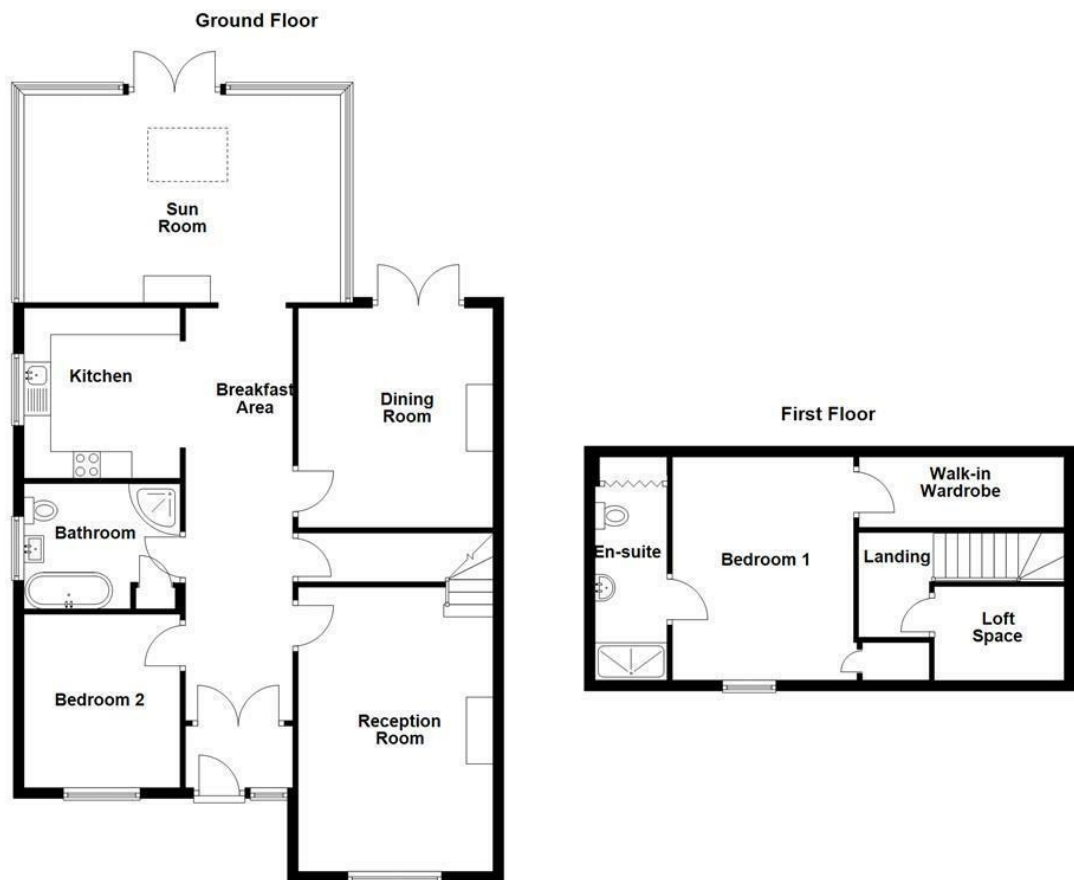 Ground Floor
Sun
Room
Kitchen
Breakfast
Area
Dining
Room
Bathroom
Bedroom 2
Reception
Room
First Floor
Walk-in
Wardrobe
En-suite
Bedroom 1
Landing
Loft
Space